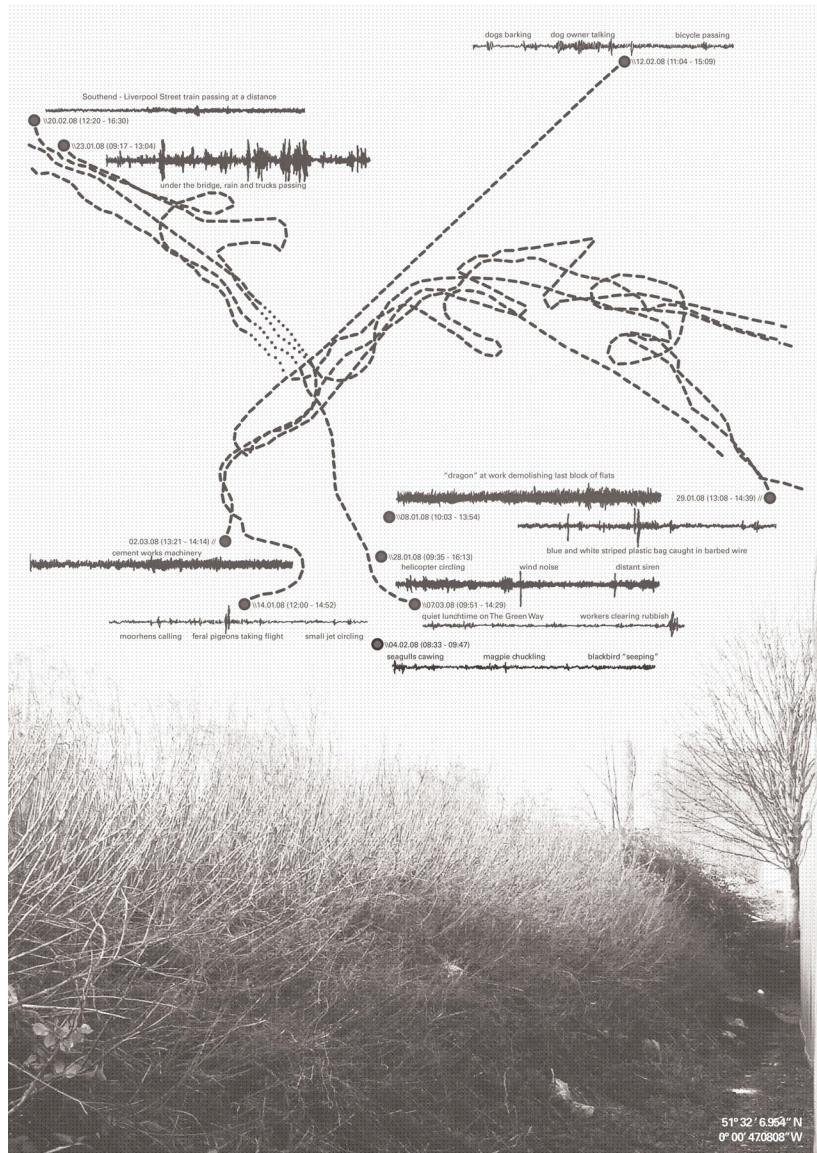 dogs barking dog owner talking bicycle passing
\\12.02.08 (11:04 - 15:09)
Southend - Liverpool Street train passing at a distance
\\20.02.08 (12:20 - 16:30)
\\23.01.08 (09:17 - 13:04)
under the bridge, rain and trucks passing
"dragon" at work demolishing last block of flats
29.01.08 (13:08 - 14:39) //
\\08.01.08 (10:03 - 13:54)
blue and white striped plastic bag caught in barbed wire
02.03.08 (13:21 - 14:14) //
cement works machinery
\\28.01.08 (09:35 - 16:13)
helicopter circling wind noise distant siren
\\14.01.08 (12:00 - 14:52)
moorhens calling feral pigeons taking flight small jet circling
\\07.03.08 (09:51 - 14:29)
quiet lunchtime on The Green Way workers clearing rubbish
\\04.02.08 (08:33 - 09:47)
seagulls cawing magpie chuckling blackbird "seeping"
51° 32 ' 6.954" N
0° 00' 47.0808" W